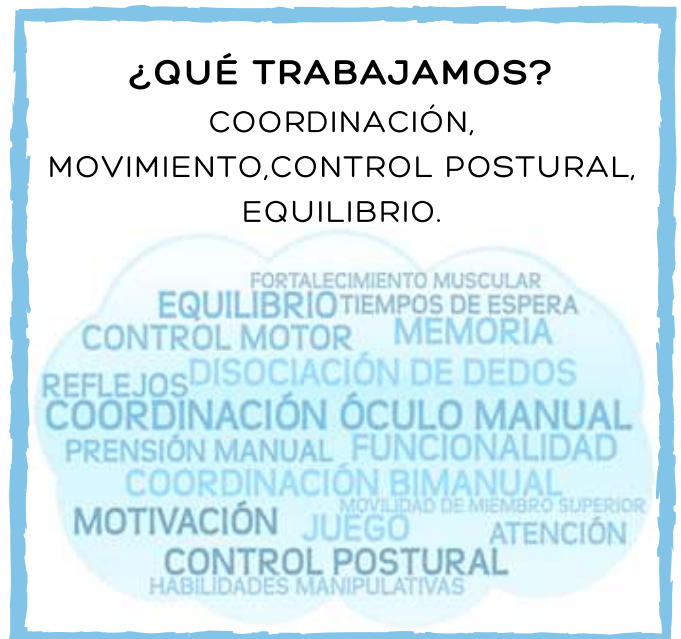 ¿QUÉ TRABAJAMOS?
COORDINACIÓN,
MOVIMIENTO,CONTROL POSTURAL,
EQUILIBRIO.
FORTALECIMIENTO MUSCULAR
EQUILIBRIO TIEMPOS DE ESPERA
CONTROL MOTOR MEMORIA
REFLEJOS DISOCIACIÓN DE DEDOS
COORDINACIÓN ÓCULO MANUAL
PRENSIÓN MANUAL FUNCIONALIDAD
COORDINACIÓN BIMANUAL
MOVILIDAD DE MIEMBRO SUPERIOR
MOTIVACIÓN JUEGO ATENCIÓN
CONTROL POSTURAL
HABILIDADES MANIPULATIVAS